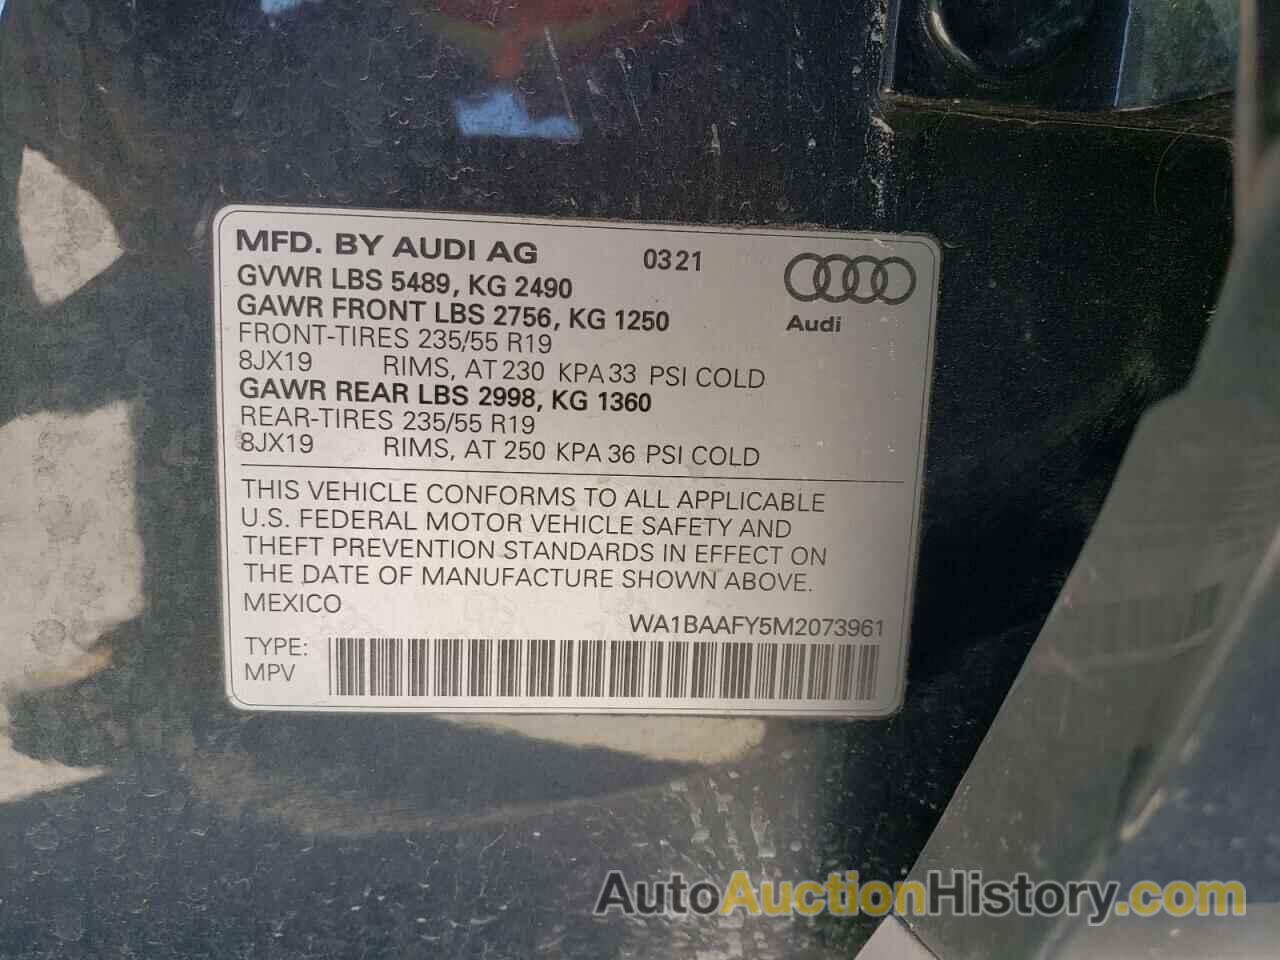 MFD. BY AUDI AG 0321
GVWR LBS 5489, KG 2490
GAWR FRONT LBS 2756, KG 1250
Audi
FRONT-TIRES 235/55 R19
8JX19 RIMS, AT 230 KPA 33 PSI COLD
GAWR REAR LBS 2998, KG 1360
REAR-TIRES 235/55 R19
8JX19 RIMS, AT 250 KPA 36 PSI COLD
THIS VEHICLE CONFORMS TO ALL APPLICABLE
U.S. FEDERAL MOTOR VEHICLE SAFETY AND
THEFT PREVENTION STANDARDS IN EFFECT ON
THE DATE OF MANUFACTURE SHOWN ABOVE.
MEXICO
WA1BAAFY5M2073961
TYPE:
MPV
AutoAuctionHistory.com